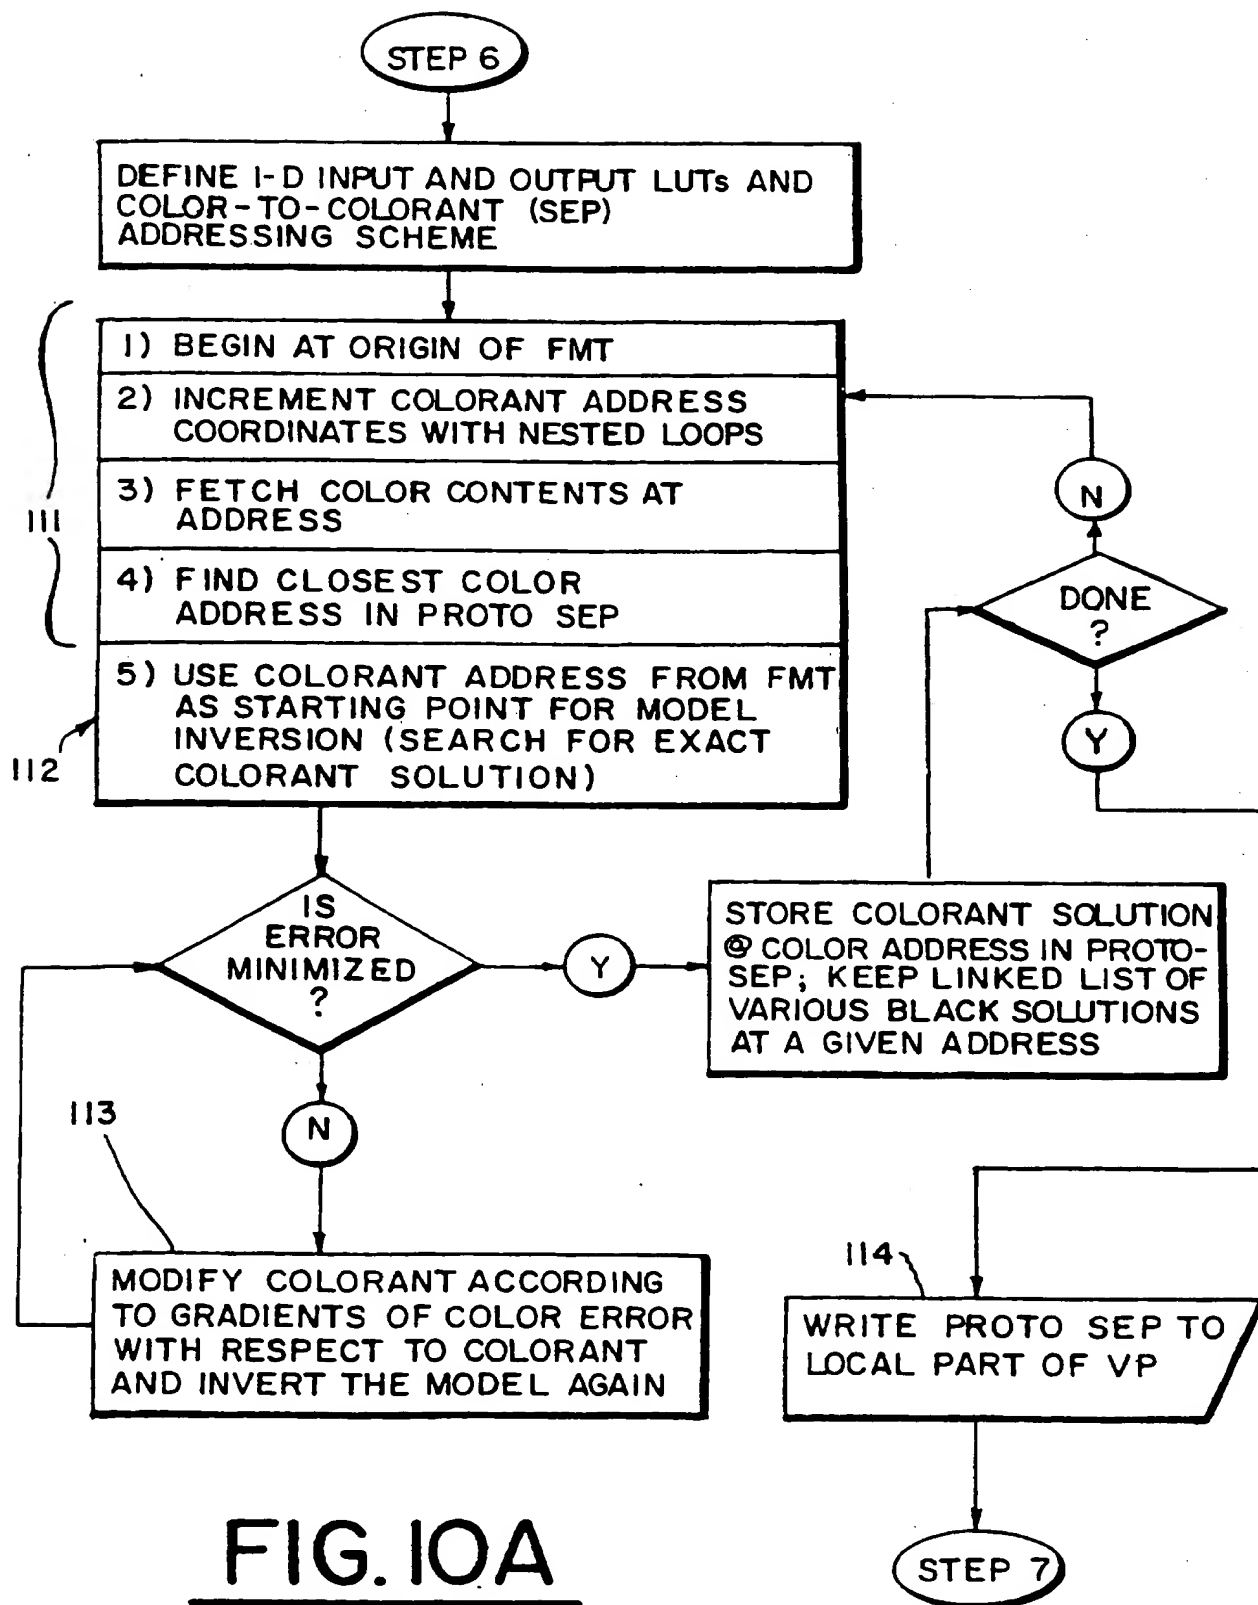 STEP 6
DEFINE 1-D INPUT AND OUTPUT LUTs AND
COLOR-TO-COLORANT (SEP)
ADDRESSING SCHEME
1) BEGIN AT ORIGIN OF FMT
2) INCREMENT COLORANT ADDRESS
COORDINATES WITH NESTED LOOPS
3) FETCH COLOR CONTENTS AT
ADDRESS
4) FIND CLOSEST COLOR
ADDRESS IN PROTO SEP
5) USE COLORANT ADDRESS FROM FMT
AS STARTING POINT FOR MODEL
INVERSION (SEARCH FOR EXACT
COLORANT SOLUTION)
111
112
N
DONE
?
Y
IS
ERROR
MINIMIZED
?
Y
STORE COLORANT SOLUTION
@ COLOR ADDRESS IN PROTO-
SEP; KEEP LINKED LIST OF
VARIOUS BLACK SOLUTIONS
AT A GIVEN ADDRESS
N
113
MODIFY COLORANT ACCORDING
TO GRADIENTS OF COLOR ERROR
WITH RESPECT TO COLORANT
AND INVERT THE MODEL AGAIN
114
WRITE PROTO SEP TO
LOCAL PART OF VP
STEP 7
FIG. 10A